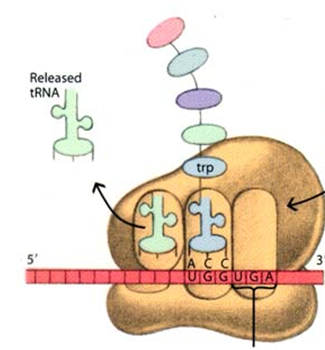 Released
tRNA
trp
5'
3'
A C C
U G G U G A